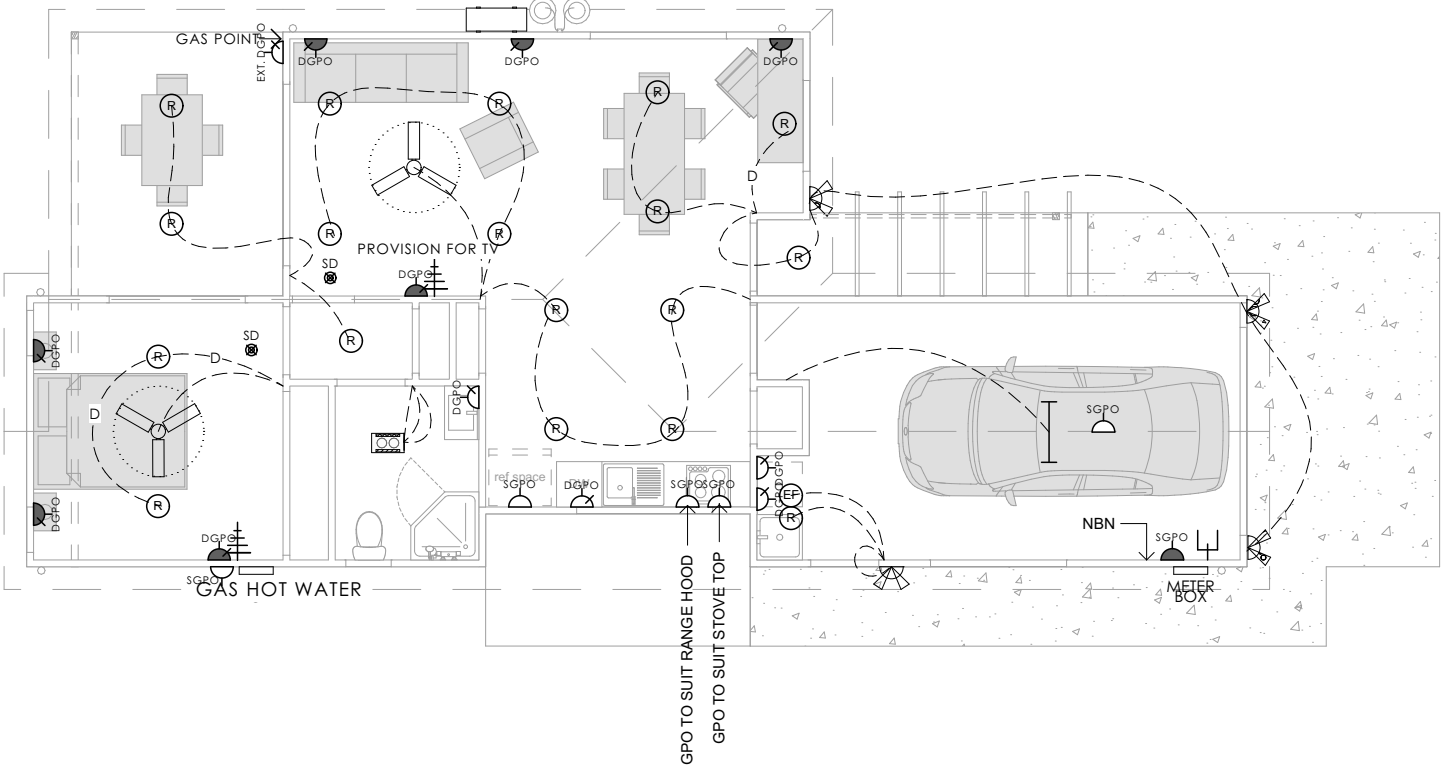 GAS POINT
EXT. DGPO
DGPO
DGPO
DGPO
R
R
R
R
R
D
R
R
R
R
R
PROVISION FOR TV
SD
DGPO
R
R
R
SD
R
R
D
DGPO
D
DGPO
R
R
SGPO
ref space
SGPO
DGPO
SGPO
SGPO
DGPO
DGPO
EF
R
R
DGPO
DGPO
SGPO
GAS HOT WATER
NBN
SGPO
METER
BOX
GPO TO SUIT RANGE HOOD
GPO TO SUIT STOVE TOP